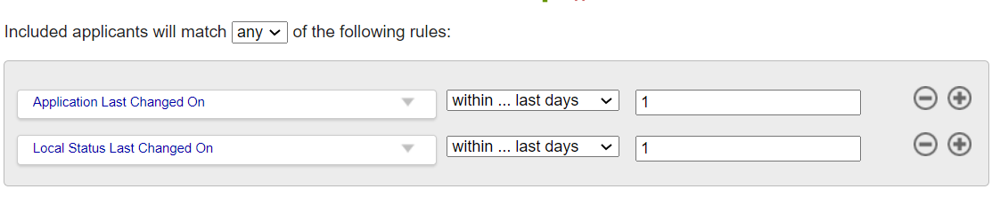 Included applicants will match any of the following rules:
Application Last Changed On within ... last days 1
Local Status Last Changed On within ... last days 1